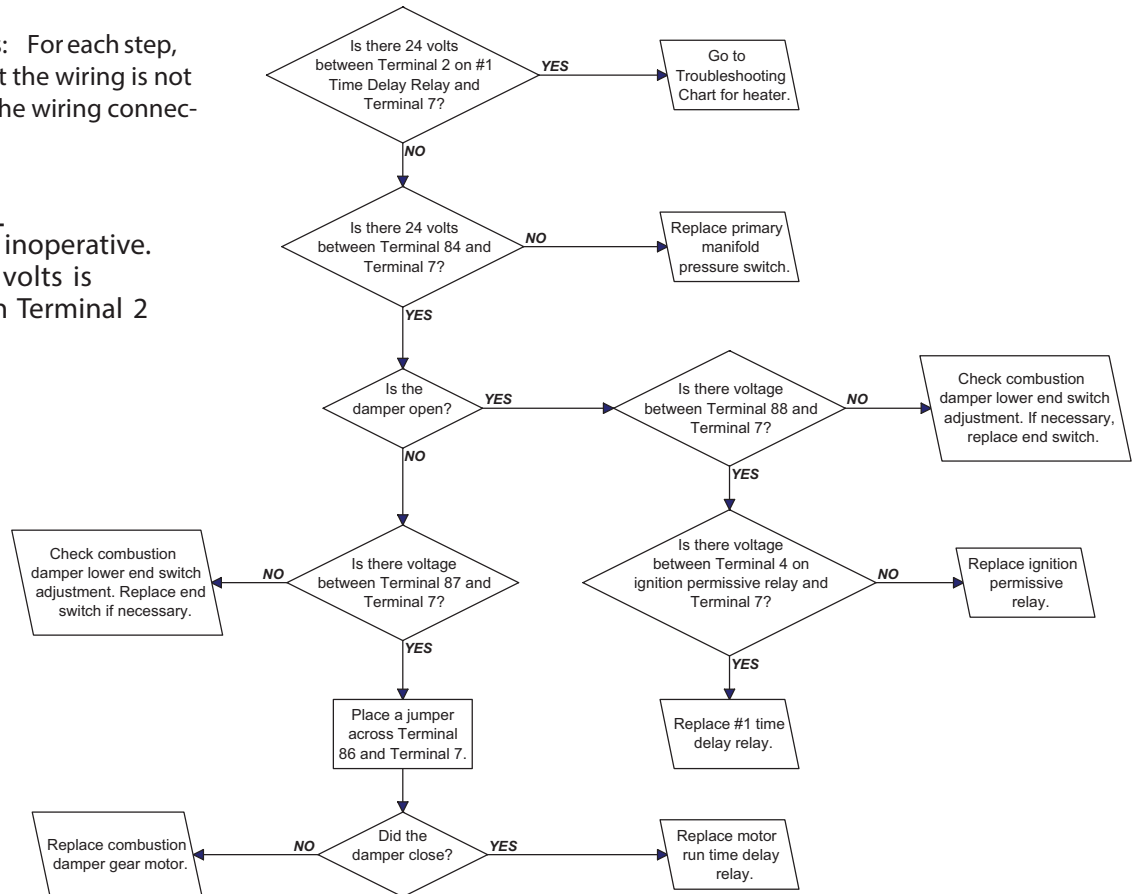 s: For each step,
t the wiring is not
he wiring connec-
inoperative.
volts is
n Terminal 2
Is there 24 volts
between Terminal 2 on #1
Time Delay Relay and
Terminal 7?
YES
Go to
Troubleshooting
Chart for heater.
NO
Is there 24 volts
between Terminal 84 and
Terminal 7?
NO
Replace primary
manifold
pressure switch.
YES
Is the
damper open?
YES
Is there voltage
between Terminal 88 and
Terminal 7?
NO
Check combustion
damper lower end switch
adjustment. If necessary,
replace end switch.
NO
YES
Check combustion
damper lower end switch
adjustment. Replace end
switch if necessary.
NO
Is there voltage
between Terminal 87 and
Terminal 7?
Is there voltage
between Terminal 4 on
ignition permissive relay and
Terminal 7?
NO
Replace ignition
permissive
relay.
YES
YES
Place a jumper
across Terminal
86 and Terminal 7.
Replace #1 time
delay relay.
Replace combustion
damper gear motor.
NO
Did the
damper close?
YES
Replace motor
run time delay
relay.